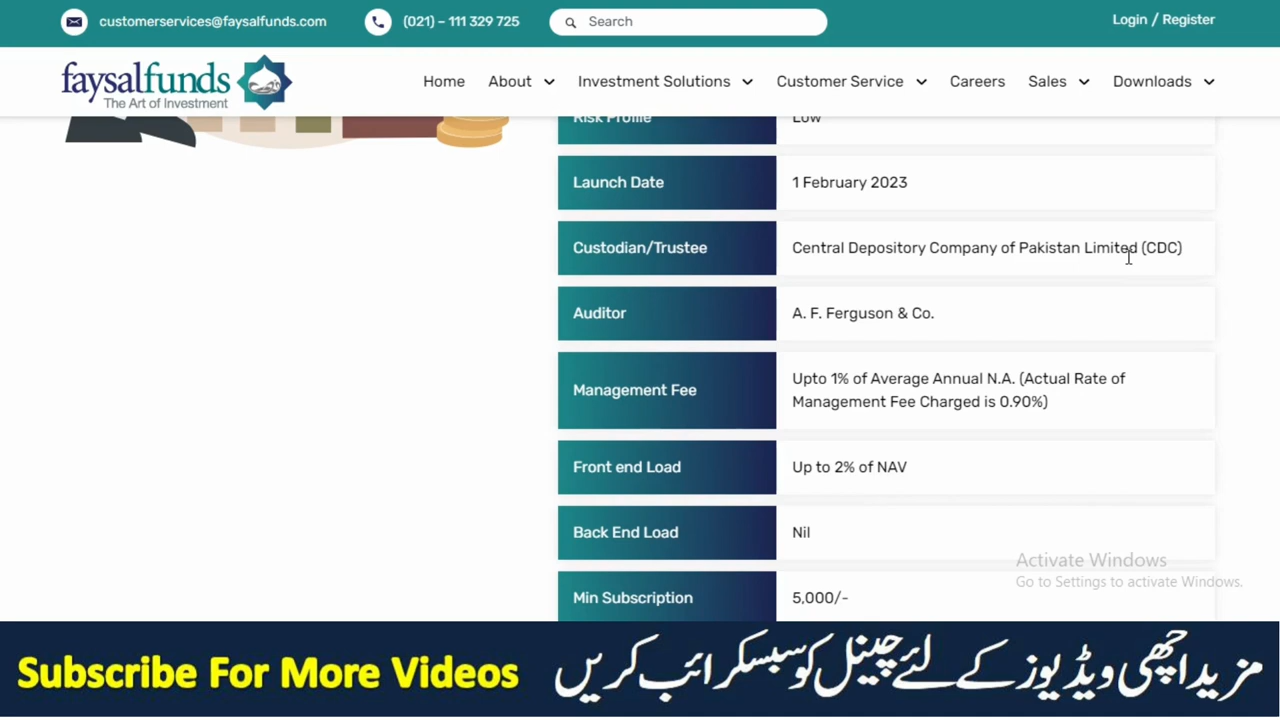 customerservices@faysalfunds.com (021) – 111 329 725 Search Login / Register
faysalfunds
The Art of Investment
Home About Investment Solutions Customer Service Careers Sales Downloads
Risk Profile Low
Launch Date 1 February 2023
Custodian/Trustee Central Depository Company of Pakistan Limited (CDC)
Auditor A. F. Ferguson & Co.
Management Fee Upto 1% of Average Annual N.A. (Actual Rate of
Management Fee Charged is 0.90%)
Front end Load Up to 2% of NAV
Back End Load Nil
Activate Windows
Go to Settings to activate Windows.
Min Subscription 5,000/-
Subscribe For More Videos مزید اچھی ویڈیوز کے لئے چینل کو سبسکرائب کریں